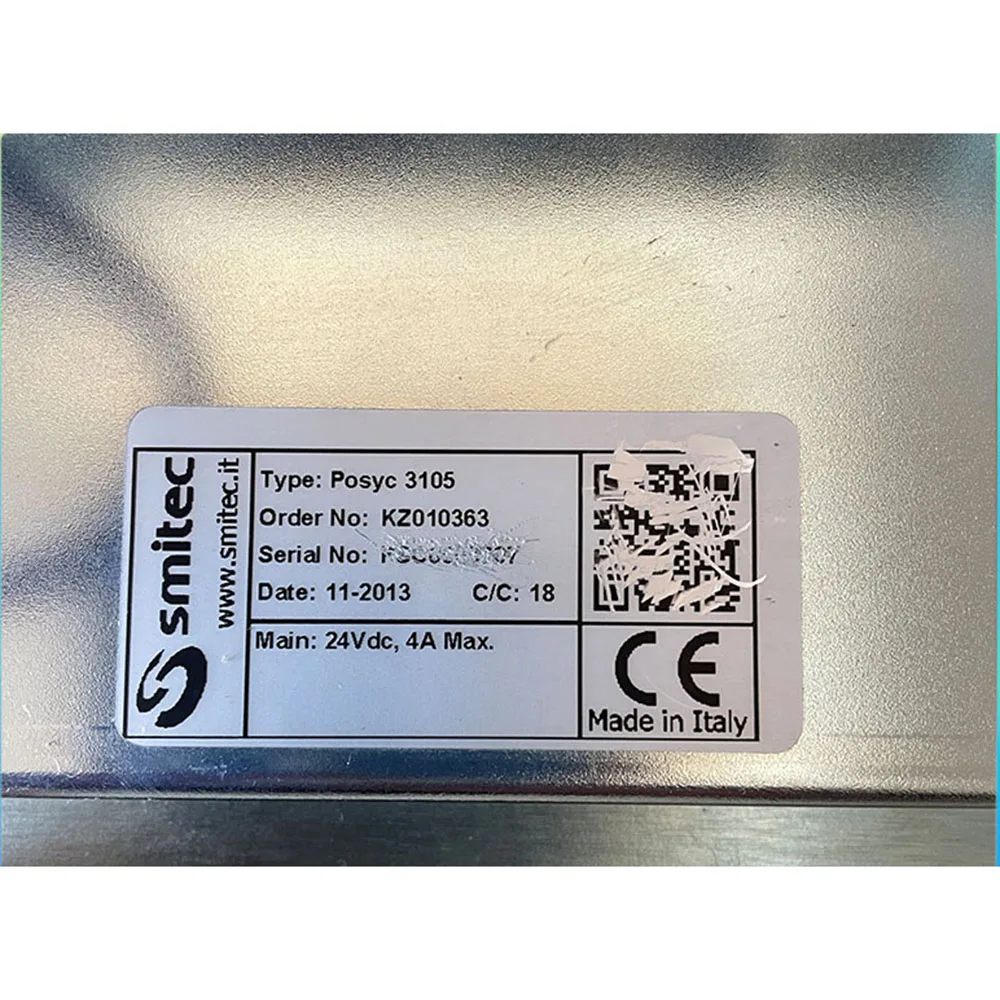 smitec
www.smitec.it
Type: Posyc 3105
Order No: KZ010363
Serial No:
Date: 11-2013 C/C: 18
Main: 24Vdc, 4A Max.
CE
Made in Italy